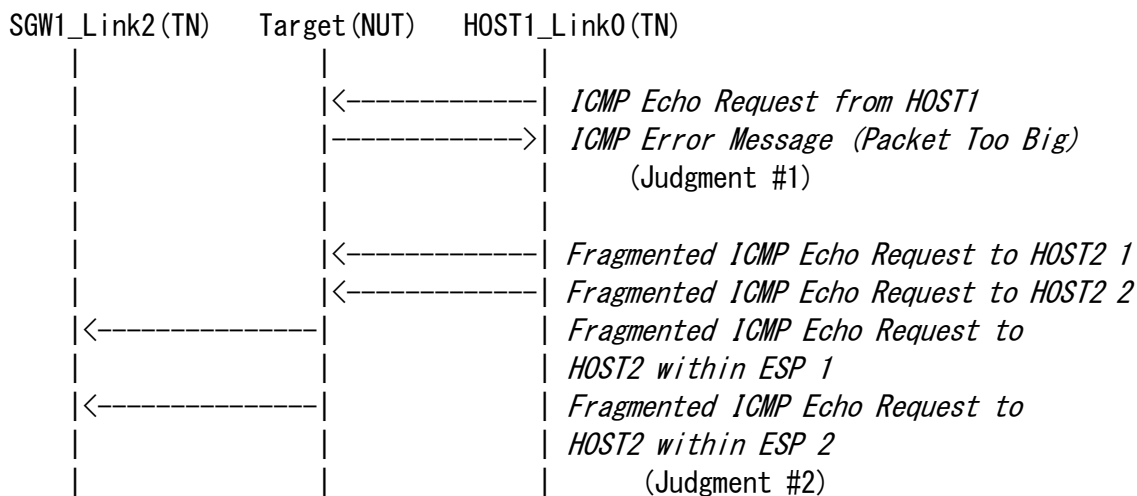 SGW1_Link2(TN) Target(NUT) HOST1_Link0(TN)
| | |
| |<-------------| ICMP Echo Request from HOST1
| |------------->| ICMP Error Message (Packet Too Big)
| | | (Judgment #1)
| | |
| |<-------------| Fragmented ICMP Echo Request to HOST2 1
| |<-------------| Fragmented ICMP Echo Request to HOST2 2
|<---------------| | Fragmented ICMP Echo Request to
| | | HOST2 within ESP 1
|<---------------| | Fragmented ICMP Echo Request to
| | | HOST2 within ESP 2
| | | (Judgment #2)